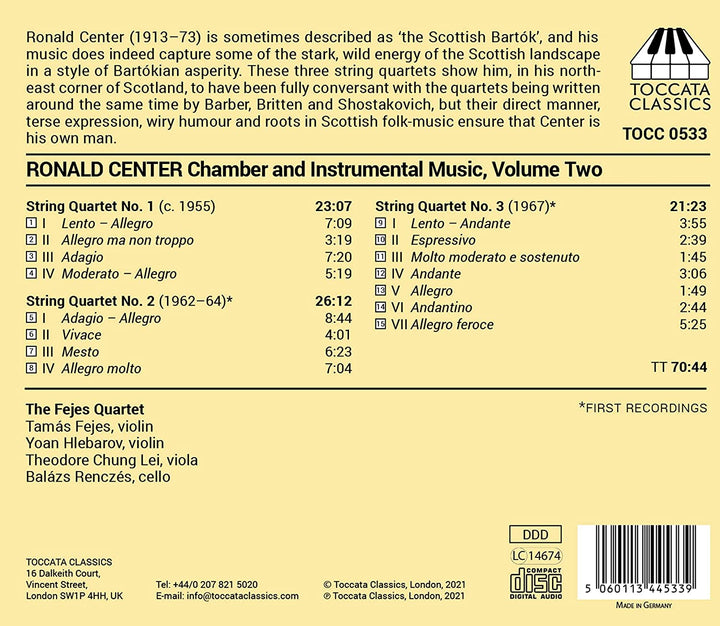 Ronald Center (1913–73) is sometimes described as ‘the Scottish Bartók’, and his
music does indeed capture some of the stark, wild energy of the Scottish landscape
in a style of Bartókian asperity. These three string quartets show him, in his north-
east corner of Scotland, to have been fully conversant with the quartets being written
around the same time by Barber, Britten and Shostakovich, but their direct manner,
terse expression, wiry humour and roots in Scottish folk-music ensure that Center is
his own man.
TOCCATA
CLASSICS
TOCC 0533
RONALD CENTER Chamber and Instrumental Music, Volume Two
String Quartet No. 1 (c. 1955) 23:07
1 I Lento – Allegro 7:09
2 II Allegro ma non troppo 3:19
3 III Adagio 7:20
4 IV Moderato – Allegro 5:19
String Quartet No. 2 (1962–64)* 26:12
5 I Adagio – Allegro 8:44
6 II Vivace 4:01
7 III Mesto 6:23
8 IV Allegro molto 7:04
String Quartet No. 3 (1967)* 21:23
9 I Lento – Andante 3:55
10 II Espressivo 2:39
11 III Molto moderato e sostenuto 1:45
12 IV Andante 3:06
13 V Allegro 1:49
14 VI Andantino 2:44
15 VII Allegro feroce 5:25
TT 70:44
The Fejes Quartet
Tamás Fejes, violin
Yoan Hlebarov, violin
Theodore Chung Lei, viola
Balázs Renczés, cello
*FIRST RECORDINGS
TOCCATA CLASSICS
16 Dalkeith Court,
Vincent Street,
London SW1P 4HH, UK
Tel: +44/0 207 821 5020
E-mail: info@toccataclassics.com
© Toccata Classics, London, 2021
℗ Toccata Classics, London, 2021
DDD
LC 14674
COMPACT
disc
DIGITAL AUDIO
5 060113 445339
Made in Germany